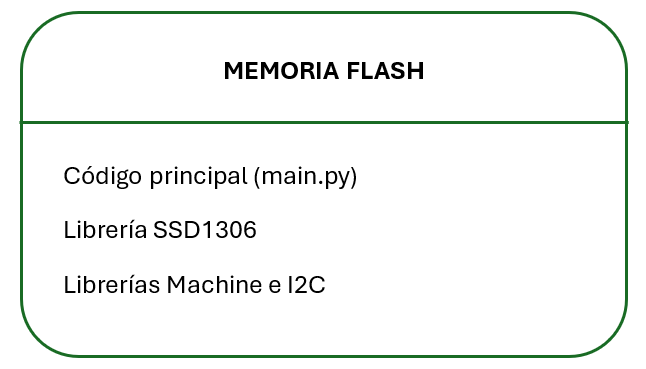 MEMORIA FLASH
Código principal (main.py)
Librería SSD1306
Librerías Machine e I2C